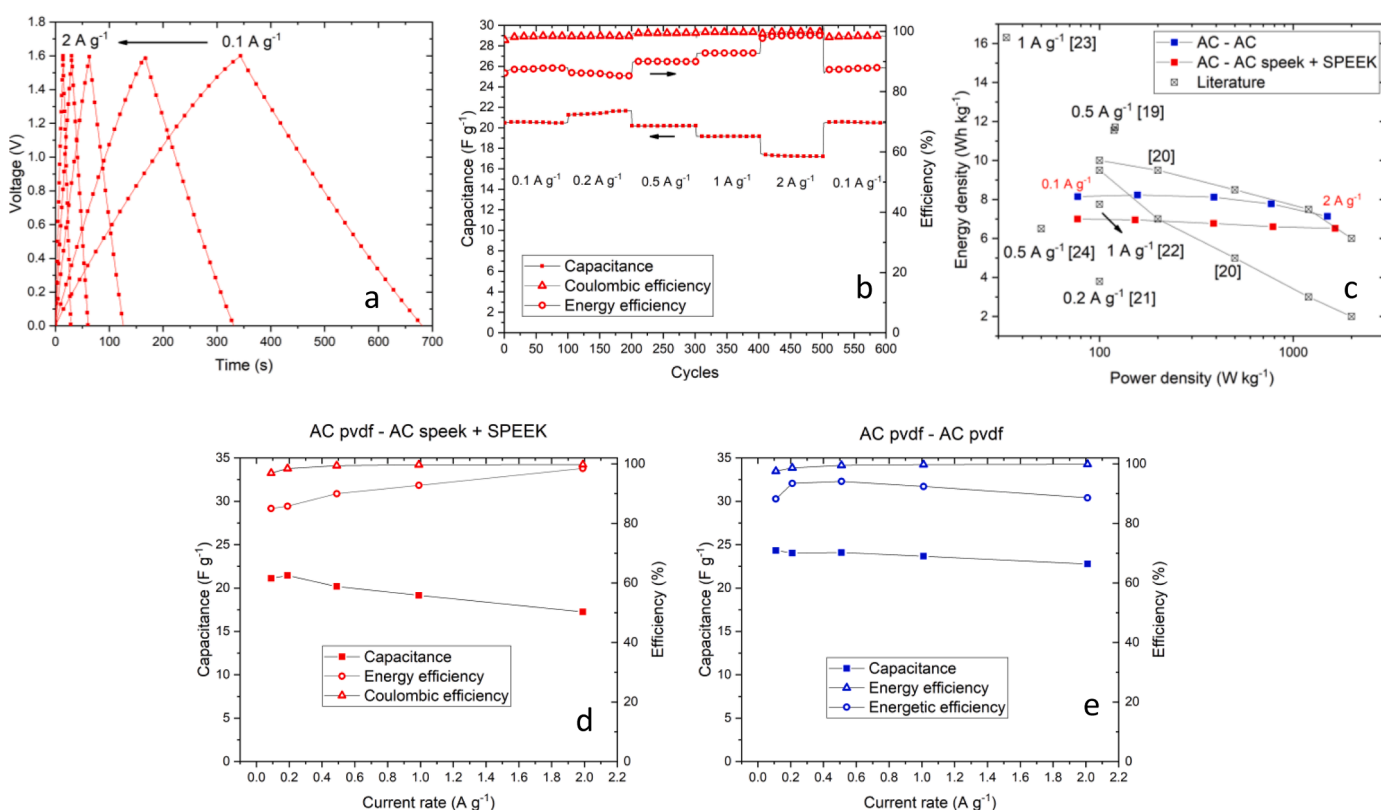 2 A g⁻¹
0.1 A g⁻¹
1.8
1.6
1.4
1.2
1.0
0.8
0.6
0.4
0.2
0.0
Voltage (V)
0 100 200 300 400 500 600 700
Time (s)
a
30
29
28
26
24
22
20
18
16
14
12
10
8
6
4
2
0
Capacitance (F g⁻¹)
100
80
60
40
20
0
Efficiency (%)
0.1 A g⁻¹ 0.2 A g⁻¹ 0.5 A g⁻¹ 1 A g⁻¹ 2 A g⁻¹ 0.1 A g⁻¹
Capacitance
Coulombic efficiency
Energy efficiency
b
0 50 100 150 200 250 300 350 400 450 500 550 600
Cycles
16
14
12
10
8
6
4
2
Energy density (Wh kg⁻¹)
1 A g⁻¹ [23]
AC - AC
AC - AC speek + SPEEK
Literature
0.5 A g⁻¹ [19]
[20]
0.1 A g⁻¹
2 A g⁻¹
0.5 A g⁻¹ [24]
1 A g⁻¹ [22]
[20]
0.2 A g⁻¹ [21]
c
100 1000
Power density (W kg⁻¹)
AC pvdf - AC speek + SPEEK
35
30
25
20
15
10
5
0
Capacitance (F g⁻¹)
100
80
60
40
20
0
Efficiency (%)
Capacitance
Energy efficiency
Coulombic efficiency
d
0.0 0.2 0.4 0.6 0.8 1.0 1.2 1.4 1.6 1.8 2.0 2.2
Current rate (A g⁻¹)
AC pvdf - AC pvdf
35
30
25
20
15
10
5
0
Capacitance (F g⁻¹)
100
80
60
40
20
0
Efficiency (%)
Capacitance
Energy efficiency
Energetic efficiency
e
0.0 0.2 0.4 0.6 0.8 1.0 1.2 1.4 1.6 1.8 2.0 2.2
Current rate (A g⁻¹)